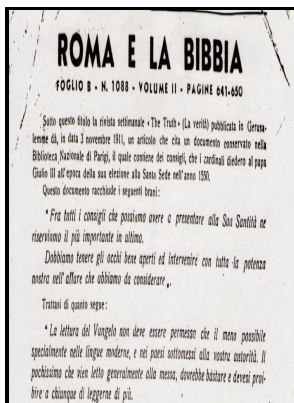 ROMA E LA BIBBIA
FOGLIO B - N. 1088 - VOLUME II - PAGINE 641-650
Sotto questo titolo la rivista settimanale «The Truth» (La verità) pubblicata in Gerusa-
lemme dà, in data 3 novembre 1911, un articolo che cita un documento conservato nella
Biblioteca Nazionale di Parigi, il quale contiene dei consigli, che i cardinali diedero al papa
Giulio III all'epoca della sua elezione alla Santa Sede nell'anno 1550.
Questo documento racchiude i seguenti brani:
"Fra tutti i consigli che possiamo avere a presentare alla Sua Santità ne
riserviamo il più importante in ultimo.
Dobbiamo tenere gli occhi bene aperti ed intervenire con tutta la potenza
nostra nell'affare che abbiamo da considerare„.
Trattasi di quanto segue:
"La lettura del Vangelo non deve essere permessa che il meno possibile
specialmente nelle lingue moderne, e nei paesi sottomessi alla vostra autorità. Il
pochissimo che vien letto generalmente alla messa, dovrebbe bastare e devesi proi-
bire a chiunque di leggerne di più.